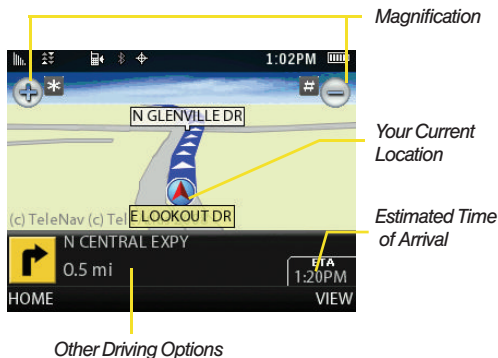 Magnification
1:02PM
*
#
N GLENVILLE DR
Your Current
Location
(c) TeleNav (c) Tel
E LOOKOUT DR
Estimated Time
of Arrival
N CENTRAL EXPY
0.5 mi
ETA
1:20PM
HOME
VIEW
Other Driving Options